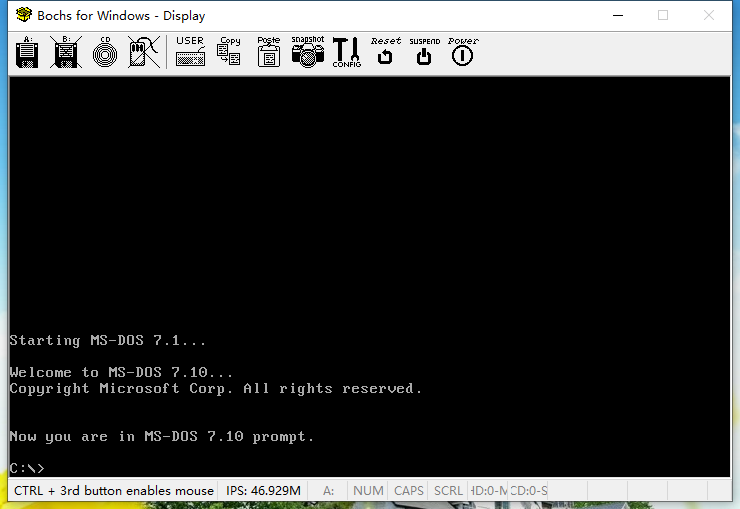 Bochs for Windows - Display
A: B: CD USER Copy Paste snapshot CONFIG Reset SUSPEND Power
Starting MS-DOS 7.1...
Welcome to MS-DOS 7.10...
Copyright Microsoft Corp. All rights reserved.
Now you are in MS-DOS 7.10 prompt.
C:\>
CTRL + 3rd button enables mouse IPS: 46.929M A: NUM CAPS SCRL HD:0-M CD:0-S